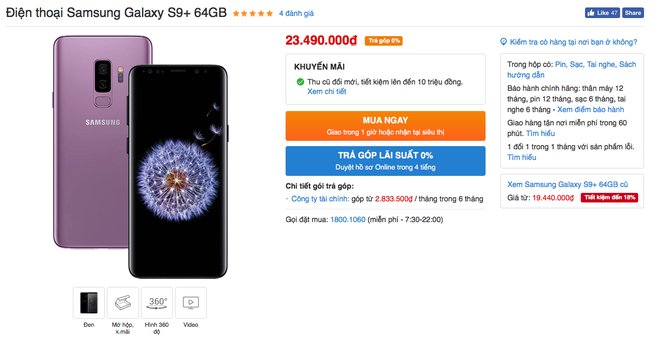 Điện thoại Samsung Galaxy S9+ 64GB
4 đánh giá
Like 47
Share
SAMSUNG
Đen
Mở hộp,
k.mãi
360°
Hình 360
độ
Video
23.490.000₫
Trả góp 0%
KHUYẾN MÃI
Thu cũ đổi mới, tiết kiệm lên đến 10 triệu đồng.
Xem chi tiết
MUA NGAY
Giao trong 1 giờ hoặc nhận tại siêu thị
TRẢ GÓP LÃI SUẤT 0%
Duyệt hồ sơ Online trong 4 tiếng
Chi tiết gói trả góp:
· Công ty tài chính: góp từ 2.833.500₫ / tháng trong 6 tháng
Gọi đặt mua: 1800.1060 (miễn phí - 7:30-22:00)
Kiểm tra có hàng tại nơi bạn ở không?
Trong hộp có: Pin, Sạc, Tai nghe, Sách
hướng dẫn
Bảo hành chính hãng: thân máy 12
tháng, pin 12 tháng, sạc 6 tháng, tai
nghe 6 tháng - Xem điểm bảo hành
Giao hàng tận nơi miễn phí trong 60
phút. Tìm hiểu
1 đổi 1 trong 1 tháng với sản phẩm lỗi.
Tìm hiểu
Xem Samsung Galaxy S9+ 64GB cũ
Giá từ: 19.440.000₫
Tiết kiệm đến 18%